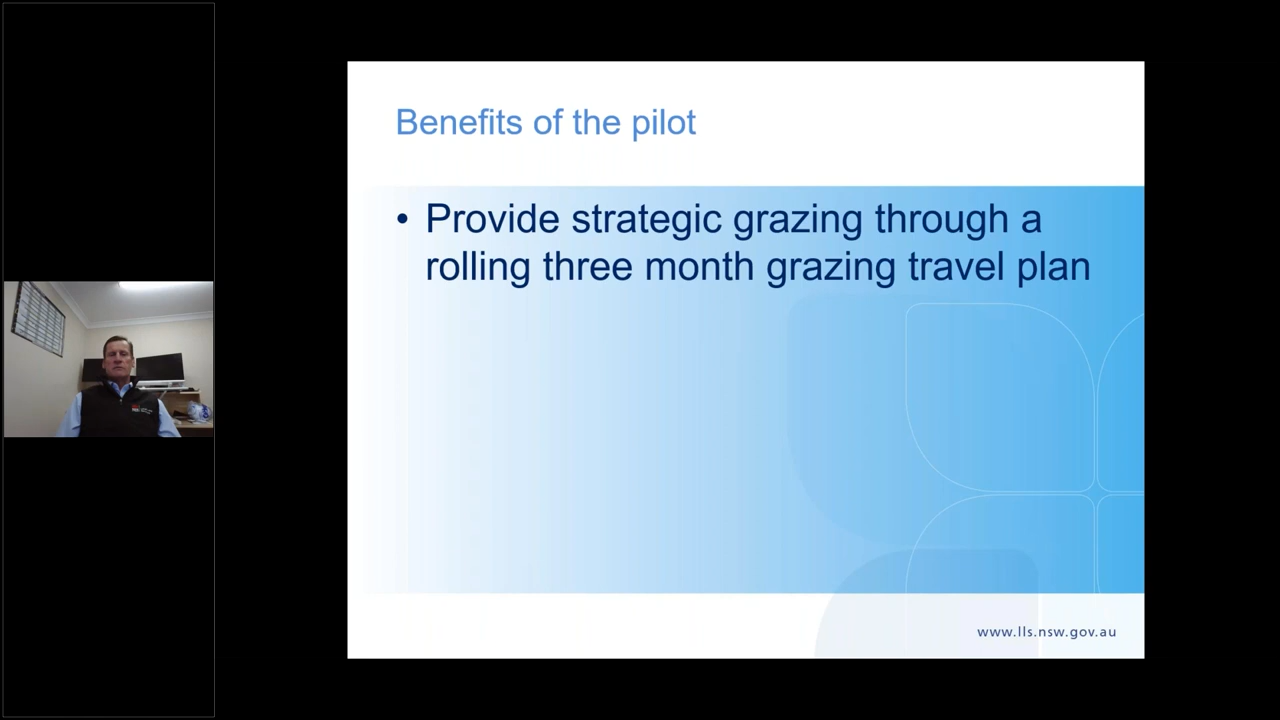 Benefits of the pilot
• Provide strategic grazing through a
rolling three month grazing travel plan
www.lls.nsw.gov.au